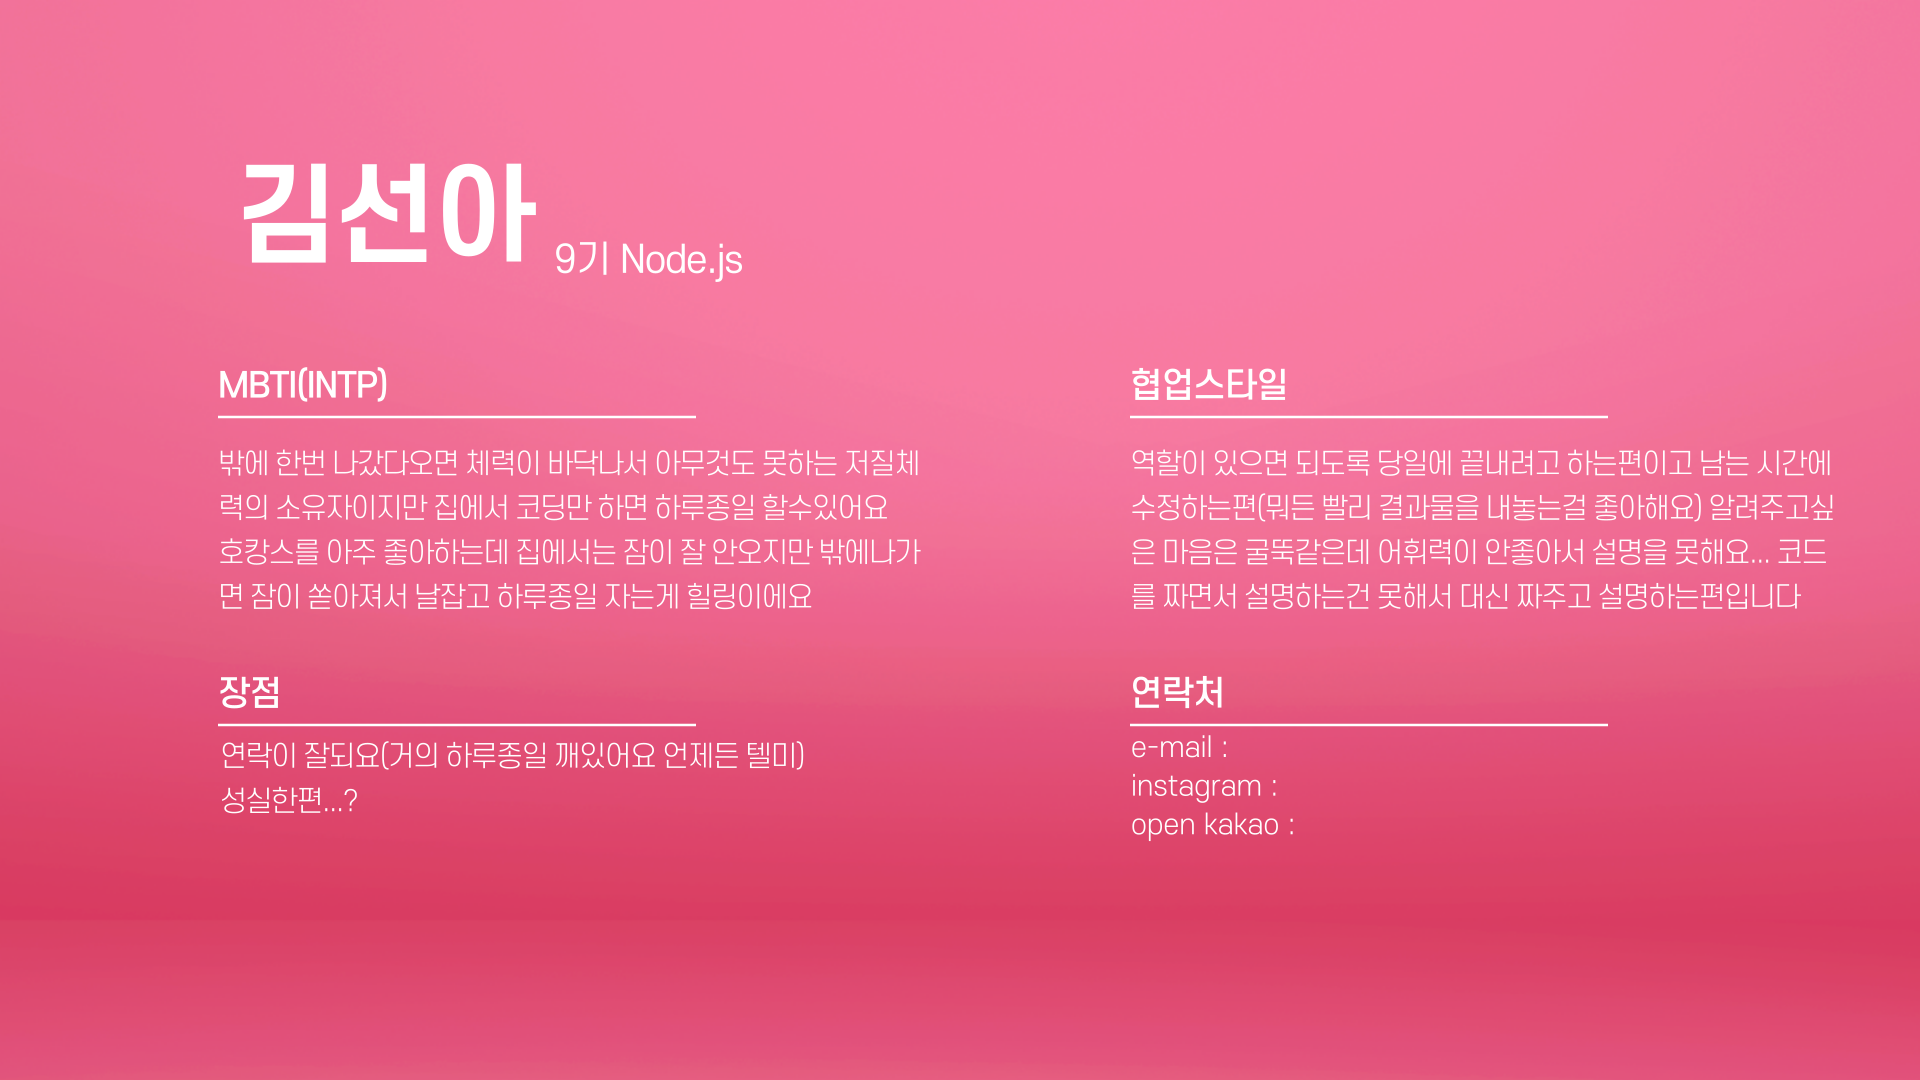 김선아 9기 Node.js
MBTI(INTP)
밖에 한번 나갔다오면 체력이 바닥나서 아무것도 못하는 저질체
력의 소유자이지만 집에서 코딩만 하면 하루종일 할수있어요
호캉스를 아주 좋아하는데 집에서는 잠이 잘 안오지만 밖에나가
면 잠이 쏟아져서 날잡고 하루종일 자는게 힐링이에요
장점
연락이 잘되요(거의 하루종일 깨있어요 언제든 텔미)
성실한편...?
협업스타일
역할이 있으면 되도록 당일에 끝내려고 하는편이고 남는 시간에
수정하는편(뭐든 빨리 결과물을 내놓는걸 좋아해요) 알려주고싶
은 마음은 굴뚝같은데 어휘력이 안좋아서 설명을 못해요... 코드
를 짜면서 설명하는건 못해서 대신 짜주고 설명하는편입니다
연락처
e-mail :
instagram :
open kakao :